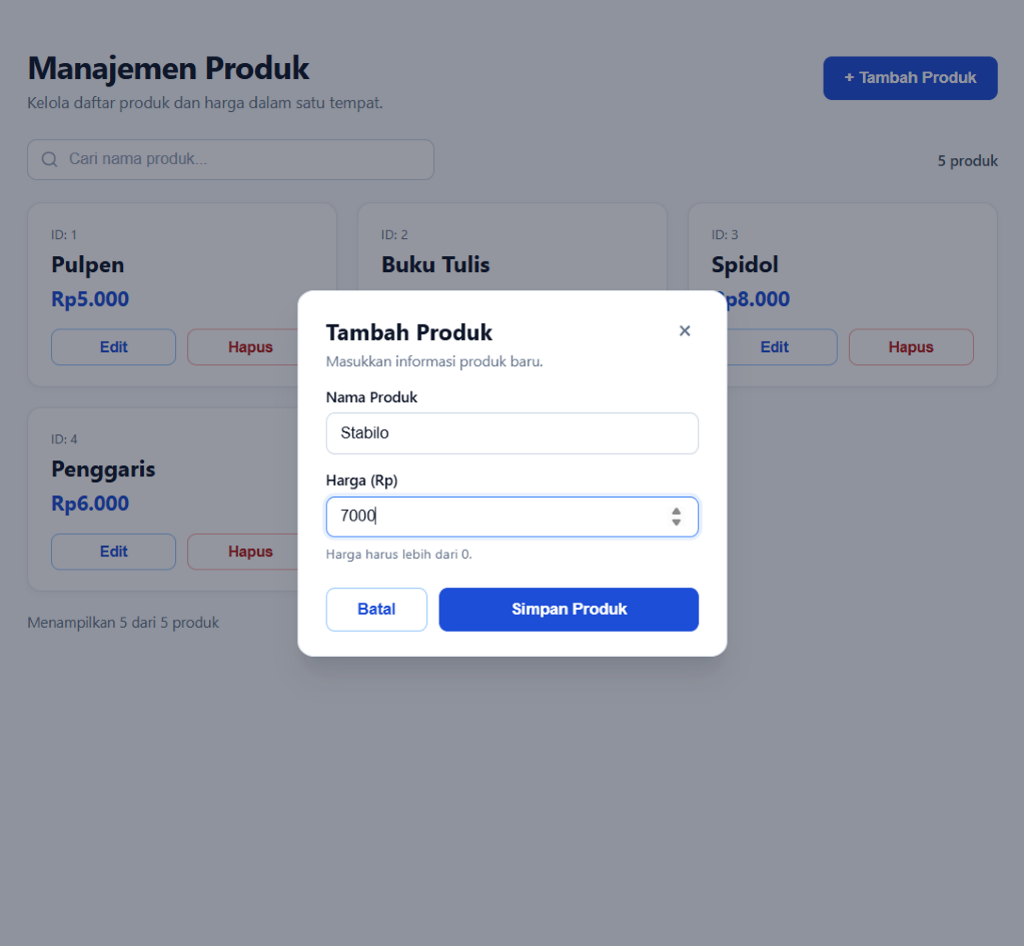 Manajemen Produk
+ Tambah Produk
Kelola daftar produk dan harga dalam satu tempat.
Cari nama produk...
5 produk
ID: 1
Pulpen
Rp5.000
Edit
Hapus
ID: 2
Buku Tulis
ID: 3
Spidol
p8.000
Edit
Hapus
ID: 4
Penggaris
Rp6.000
Edit
Hapus
Menampilkan 5 dari 5 produk
Tambah Produk
×
Masukkan informasi produk baru.
Nama Produk
Stabilo
Harga (Rp)
7000
Harga harus lebih dari 0.
Batal
Simpan Produk